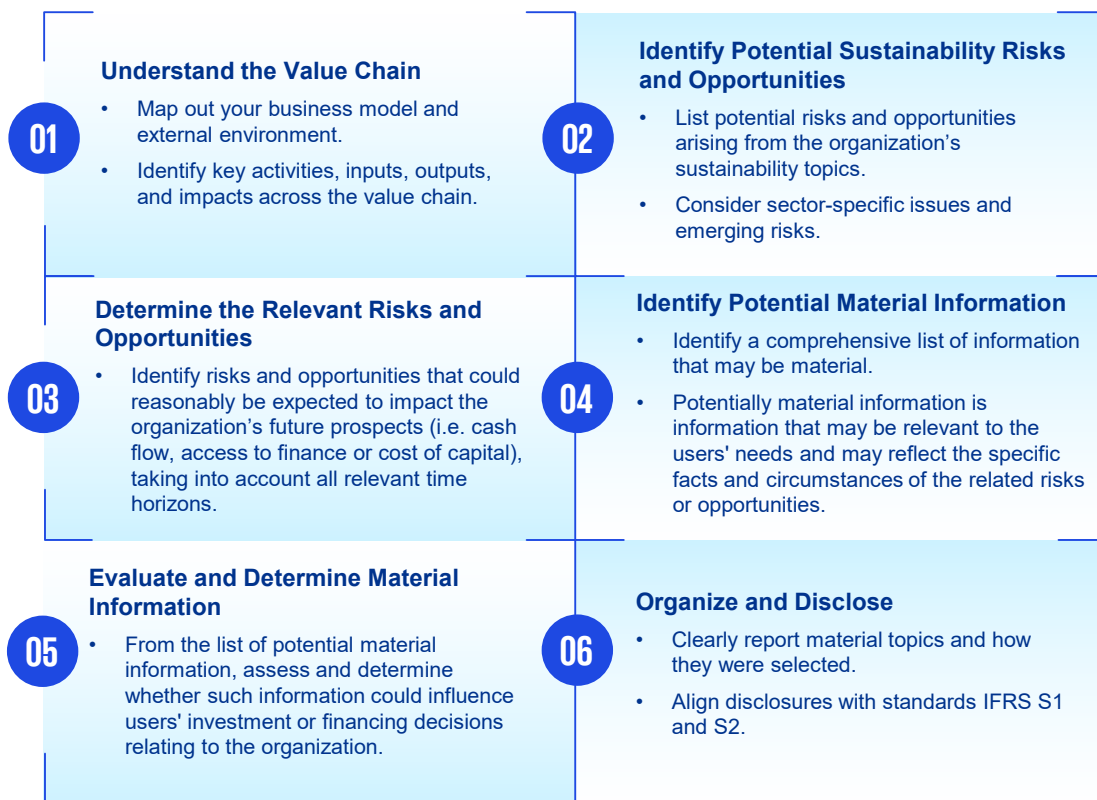 01
Understand the Value Chain
• Map out your business model and
external environment.
• Identify key activities, inputs, outputs,
and impacts across the value chain.
02
Identify Potential Sustainability Risks
and Opportunities
• List potential risks and opportunities
arising from the organization’s
sustainability topics.
• Consider sector-specific issues and
emerging risks.
03
Determine the Relevant Risks and
Opportunities
• Identify risks and opportunities that could
reasonably be expected to impact the
organization’s future prospects (i.e. cash
flow, access to finance or cost of capital),
taking into account all relevant time
horizons.
04
Identify Potential Material Information
• Identify a comprehensive list of information
that may be material.
• Potentially material information is
information that may be relevant to the
users' needs and may reflect the specific
facts and circumstances of the related risks
or opportunities.
05
Evaluate and Determine Material
Information
• From the list of potential material
information, assess and determine
whether such information could influence
users' investment or financing decisions
relating to the organization.
06
Organize and Disclose
• Clearly report material topics and how
they were selected.
• Align disclosures with standards IFRS S1
and S2.